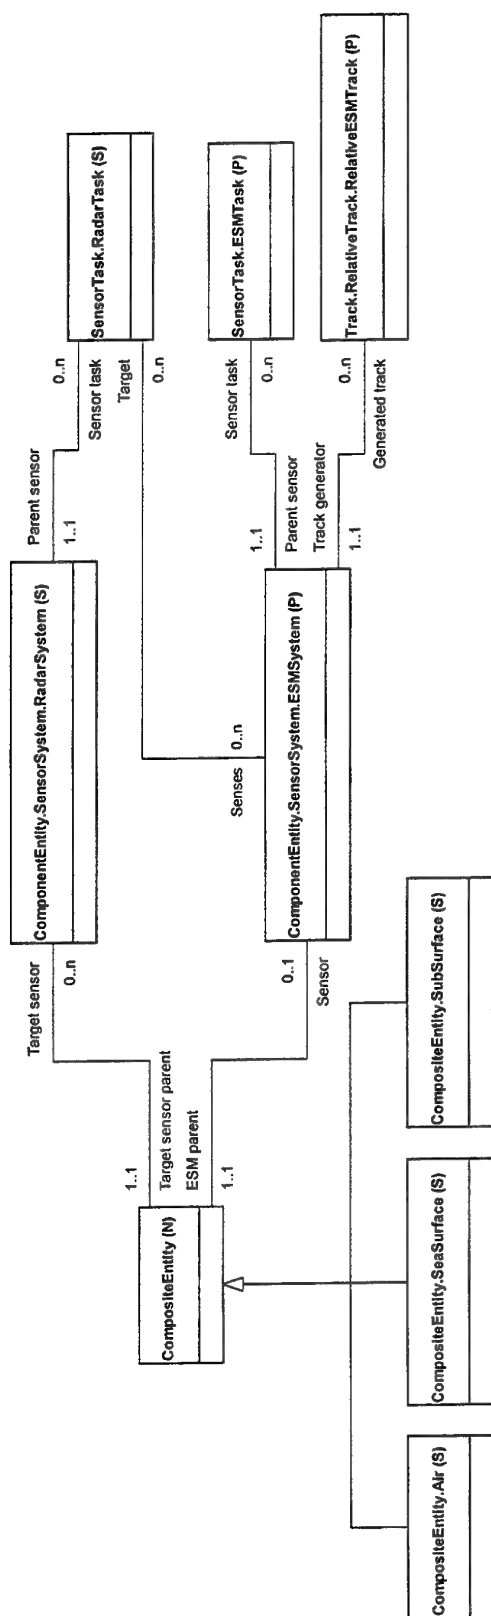 CompositeEntity (N)
1..1
Target sensor parent
ESM parent
1..1
Target sensor
0..n
ComponentEntity.SensorSystem.RadarSystem (S)
Parent sensor
1..1
0..n
Sensor task
SensorTask.RadarTask (S)
Target
0..n
Senses
0..n
0..1
Sensor
ComponentEntity.SensorSystem.ESMSystem (P)
1..1
Parent sensor
Sensor task
0..n
SensorTask.ESMTask (P)
Track generator
1..1
0..n
Generated track
Track.RelativeTrack.RelativeESMTrack (P)
CompositeEntity.Air (S)
CompositeEntity.SeaSurface (S)
CompositeEntity.SubSurface (S)